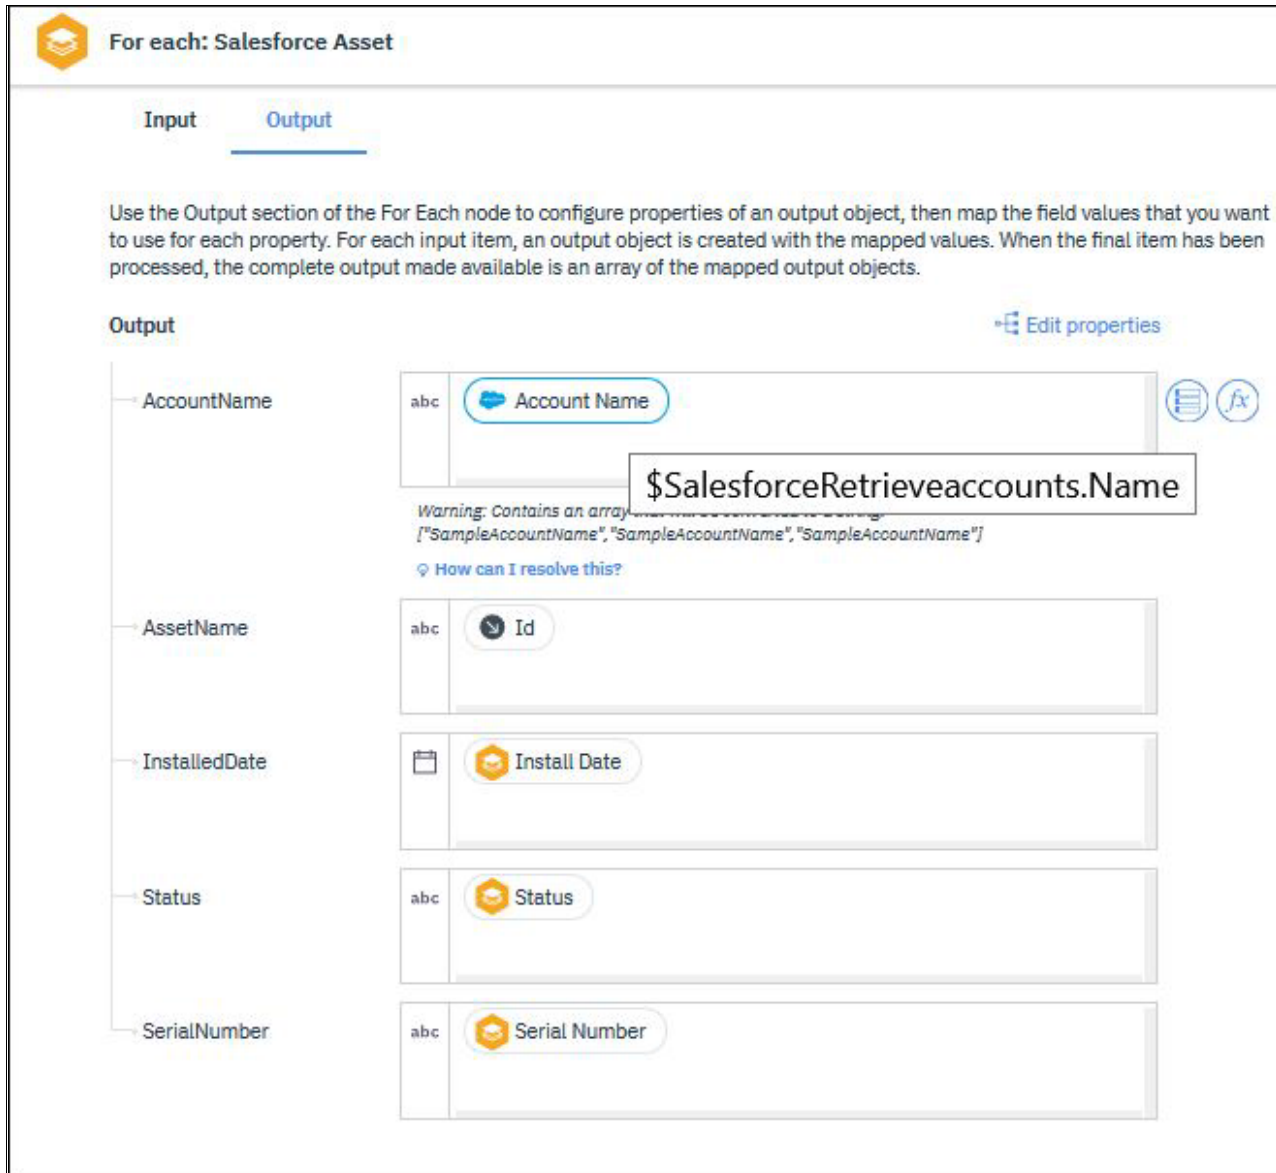 For each: Salesforce Asset
Input Output
Use the Output section of the For Each node to configure properties of an output object, then map the field values that you want
to use for each property. For each input item, an output object is created with the mapped values. When the final item has been
processed, the complete output made available is an array of the mapped output objects.
Output Edit properties
AccountName abc Account Name fx
$SalesforceRetrieveaccounts.Name
Warning: Contains an array
["SampleAccountName","SampleAccountName","SampleAccountName"]
How can I resolve this?
AssetName abc Id
InstalledDate Install Date
Status abc Status
SerialNumber abc Serial Number